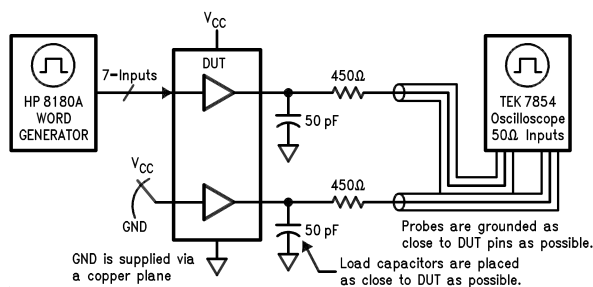 V_CC
DUT
7-Inputs
HP 8180A
WORD
GENERATOR
450Ω
50 pF
TEK 7854
Oscilloscope
50Ω Inputs
V_CC
GND
450Ω
50 pF
GND is supplied via
a copper plane
Probes are grounded as
close to DUT pins as possible.
Load capacitors are placed
as close to DUT as possible.